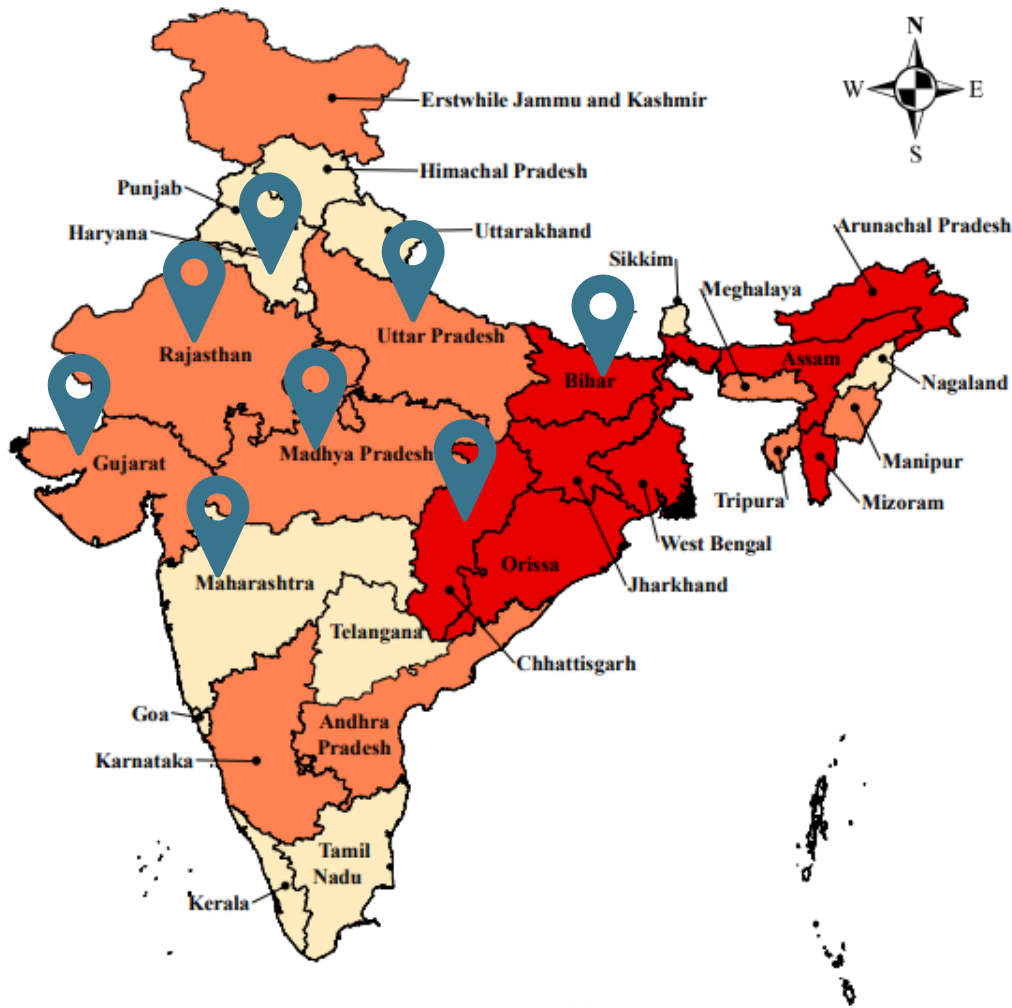 N
W
E
S
Erstwhile Jammu and Kashmir
Himachal Pradesh
Punjab
Haryana
Uttarakhand
Arunachal Pradesh
Sikkim
Meghalaya
Rajasthan
Uttar Pradesh
Bihar
Assam
Nagaland
Gujarat
Madhya Pradesh
Manipur
Tripura
Mizoram
West Bengal
Orissa
Jharkhand
Maharashtra
Telangana
Chhattisgarh
Goa
Andhra
Pradesh
Karnataka
Tamil
Nadu
Kerala